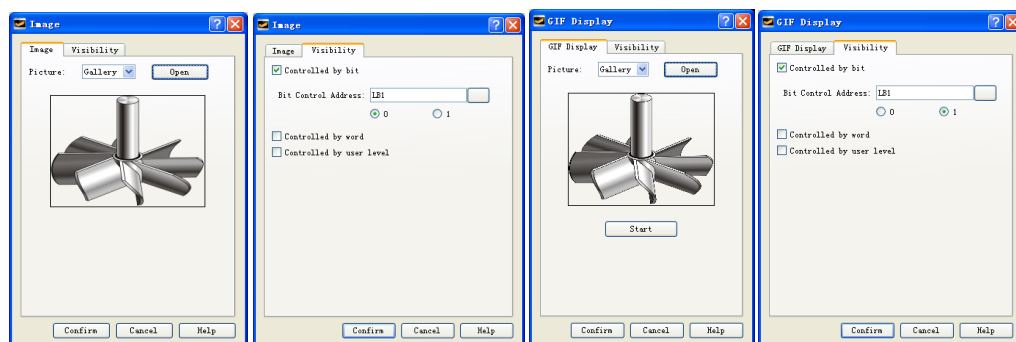 Image
Image Visibility
Picture: Gallery Open
Confirm Cancel Help
Image
Image Visibility
Controlled by bit
Bit Control Address: LB1
0 1
Controlled by word
Controlled by user level
Confirm Cancel Help
GIF Display
GIF Display Visibility
Picture: Gallery Open
Start
Confirm Cancel Help
GIF Display
GIF Display Visibility
Controlled by bit
Bit Control Address: LB1
0 1
Controlled by word
Controlled by user level
Confirm Cancel Help